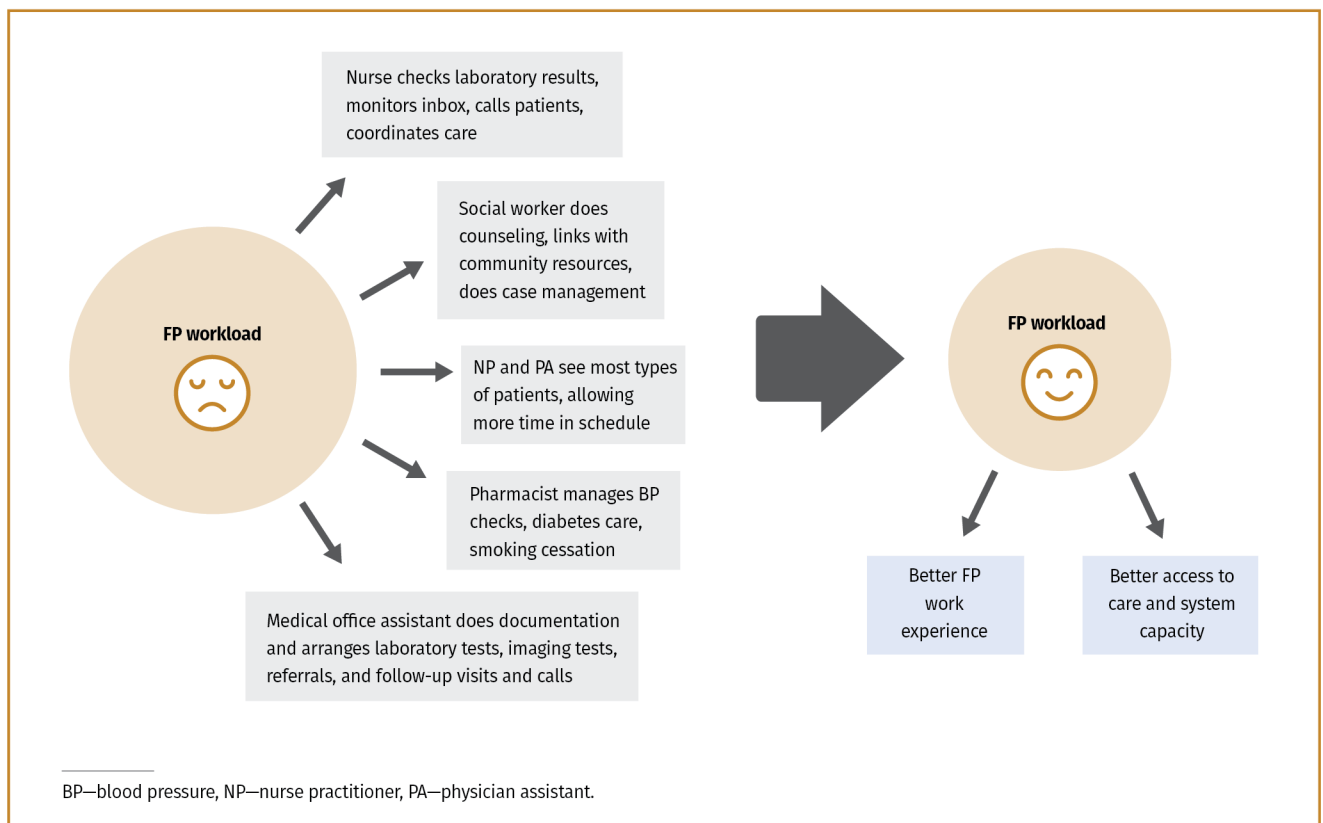 Nurse checks laboratory results,
monitors inbox, calls patients,
coordinates care
Social worker does
counseling, links with
community resources,
does case management
FP workload
NP and PA see most types
of patients, allowing
more time in schedule
Pharmacist manages BP
checks, diabetes care,
smoking cessation
Medical office assistant does documentation
and arranges laboratory tests, imaging tests,
referrals, and follow-up visits and calls
FP workload
Better FP
work
experience
Better access to
care and system
capacity
BP—blood pressure, NP—nurse practitioner, PA—physician assistant.